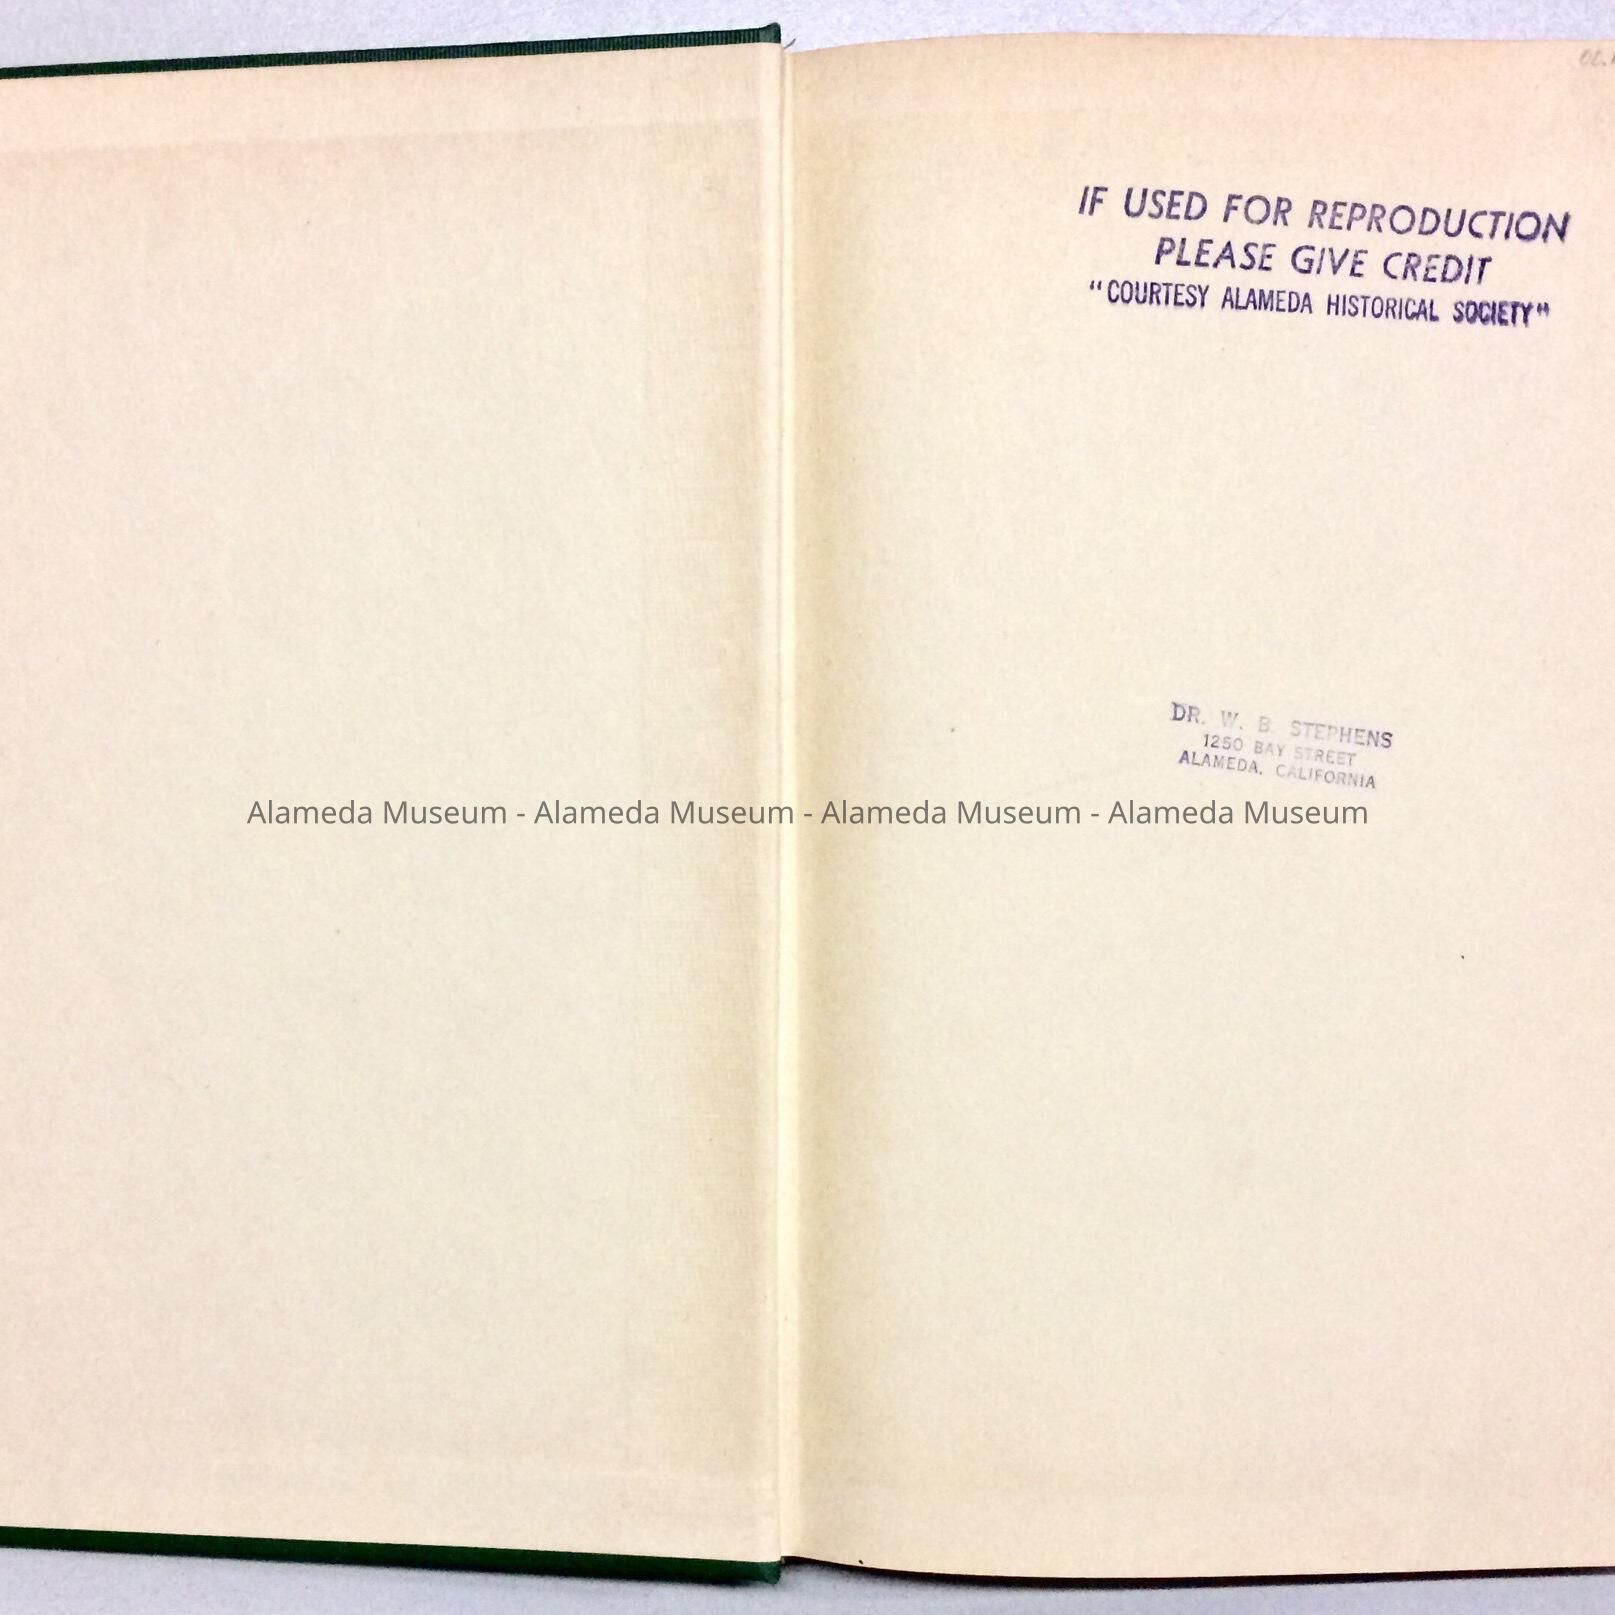 IF USED FOR REPRODUCTION
PLEASE GIVE CREDIT
"COURTESY ALAMEDA HISTORICAL SOCIETY"
DR. W. B. STEPHENS
1250 BAY STREET
ALAMEDA, CALIFORNIA
Alameda Museum - Alameda Museum - Alameda Museum - Alameda Museum